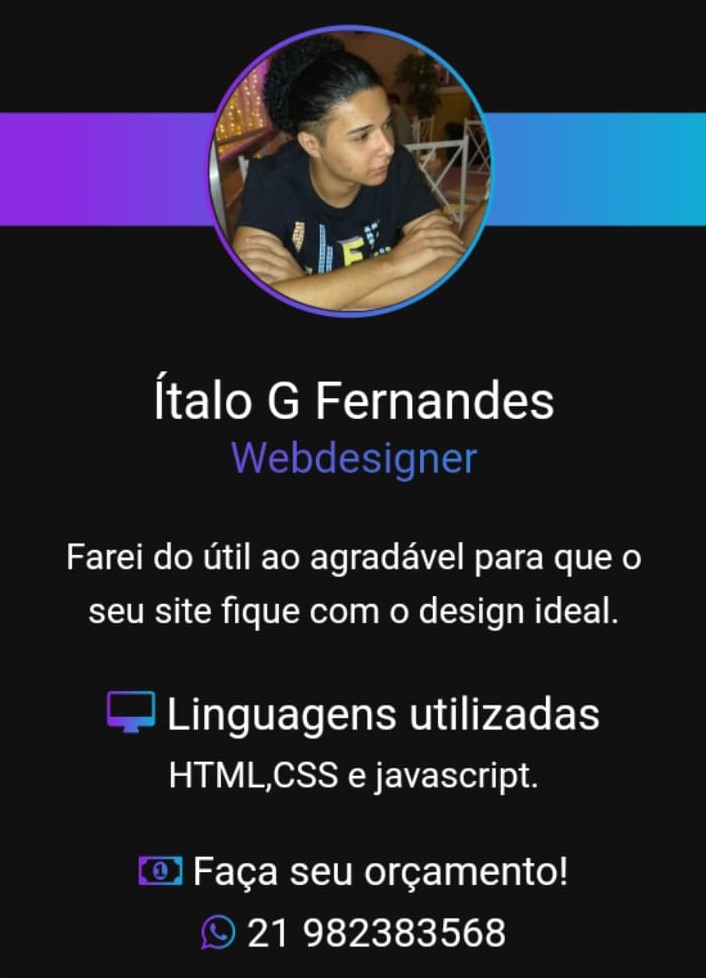 Ítalo G Fernandes
Webdesigner
Farei do útil ao agradável para que o
seu site fique com o design ideal.
Linguagens utilizadas
HTML,CSS e javascript.
Faça seu orçamento!
21 982383568